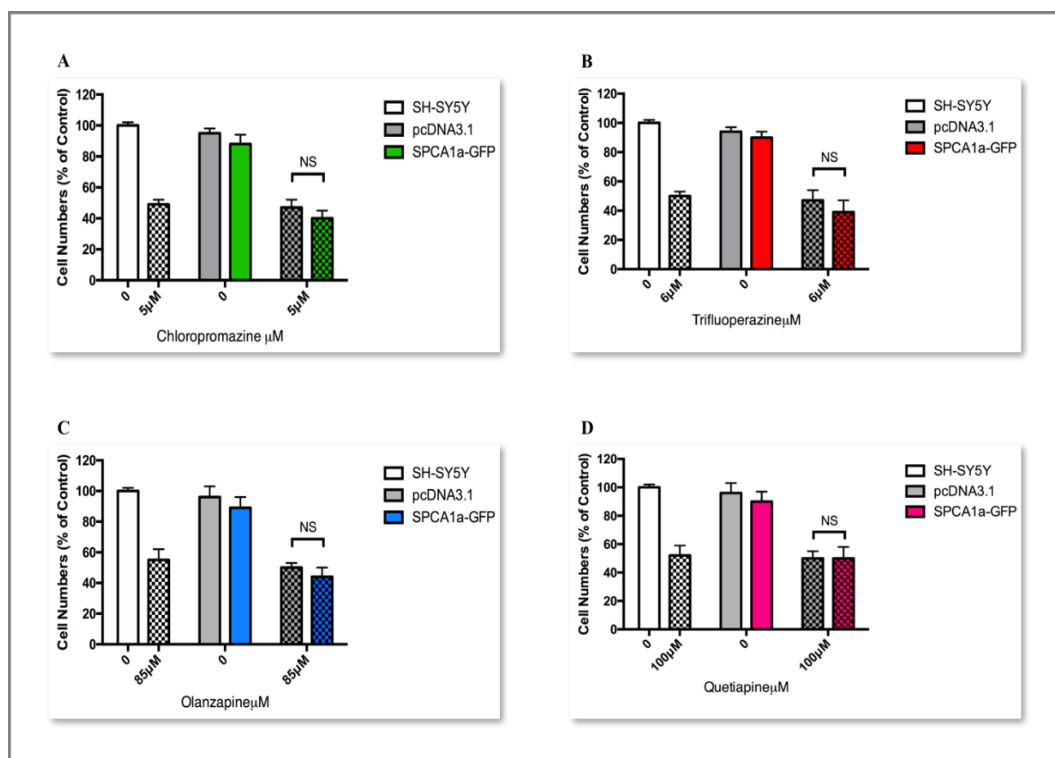 A
Cell Numbers (% of Control)
120
100
80
60
40
20
0
NS
SH-SY5Y
pcDNA3.1
SPCA1a-GFP
0
5µM
0
5µM
Chloropromazine µM
B
Cell Numbers (% of Control)
120
100
80
60
40
20
0
NS
SH-SY5Y
pcDNA3.1
SPCA1a-GFP
0
6µM
0
6µM
TrifluoperazineµM
C
Cell Numbers (% of Control)
120
100
80
60
40
20
0
NS
SH-SY5Y
pcDNA3.1
SPCA1a-GFP
0
85µM
0
85µM
OlanzapineµM
D
Cell Numbers (% of Control)
120
100
80
60
40
20
0
NS
SH-SY5Y
pcDNA3.1
SPCA1a-GFP
0
100µM
0
100µM
QuetiapineµM